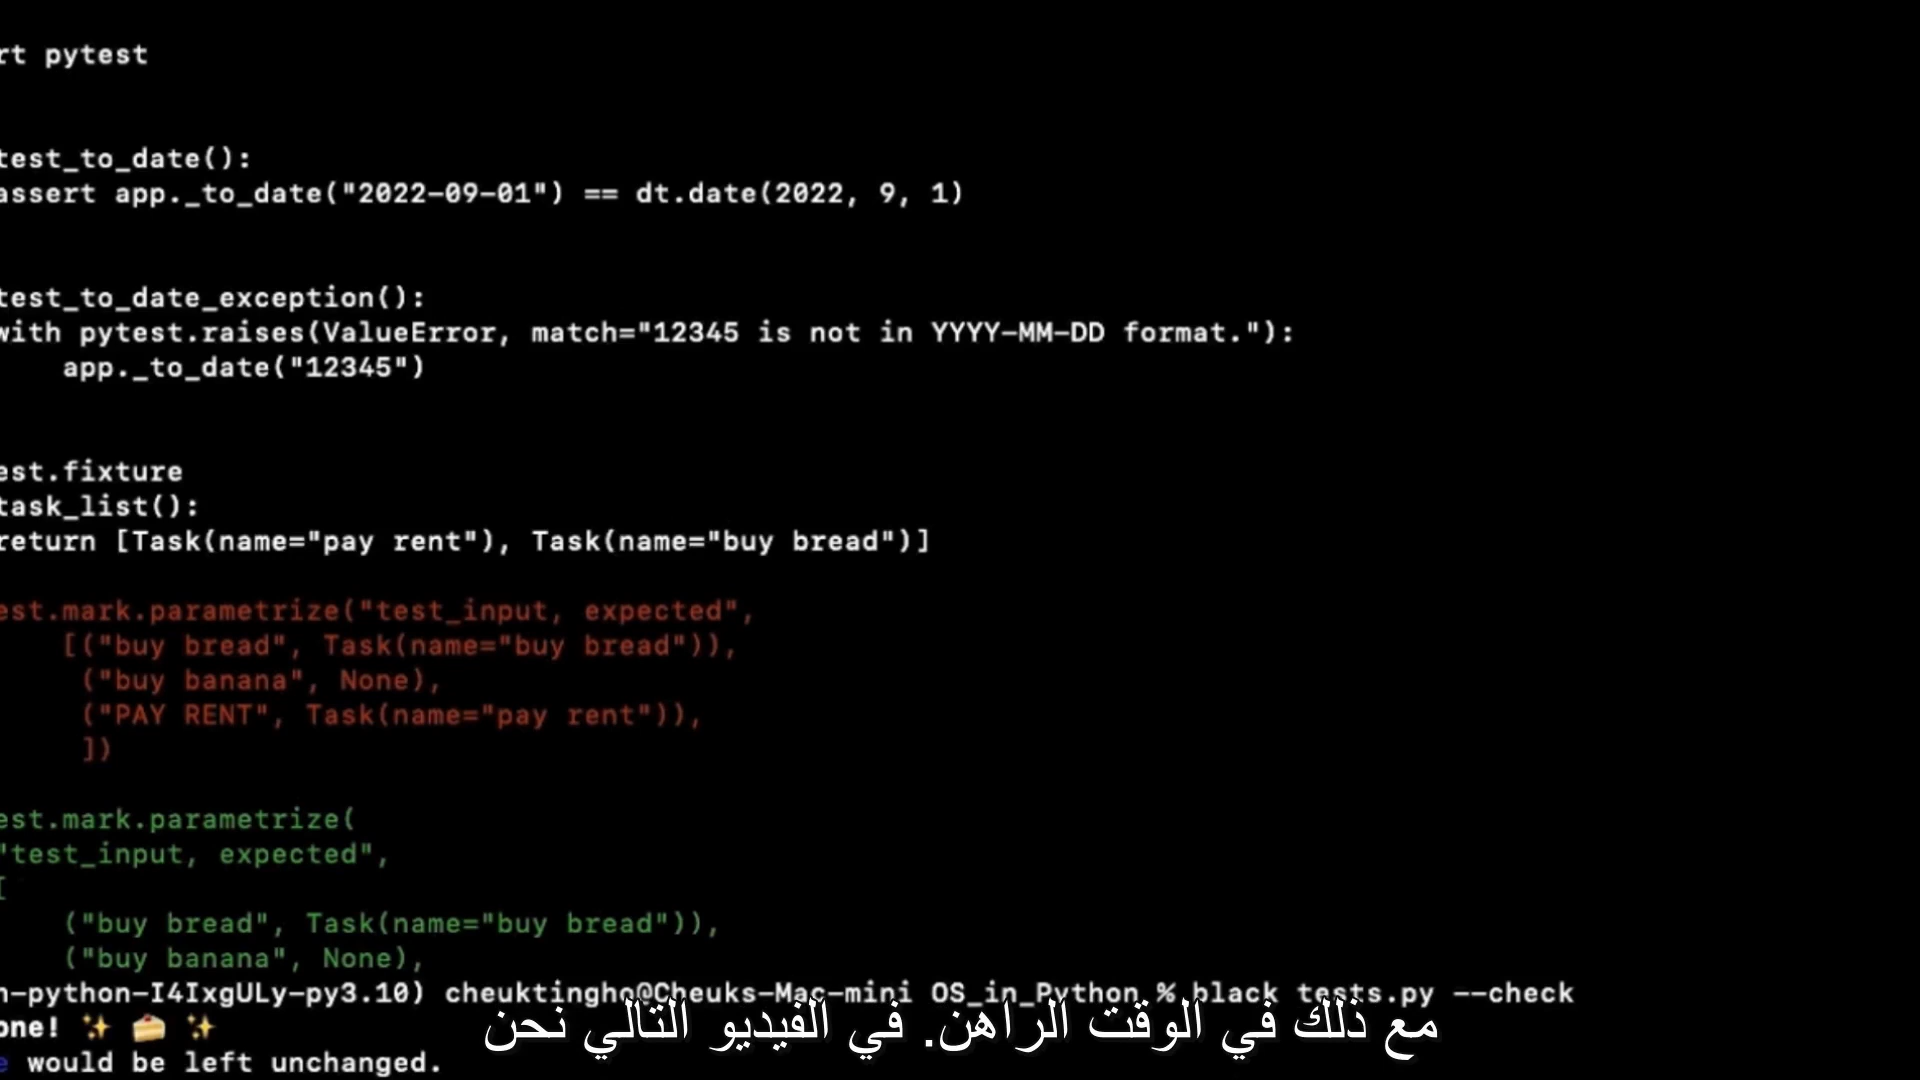 rt pytest
test_to_date():
assert app._to_date("2022-09-01") == dt.date(2022, 9, 1)
test_to_date_exception():
with pytest.raises(ValueError, match="12345 is not in YYYY-MM-DD format."):
app._to_date("12345")
est.fixture
task_list():
return [Task(name="pay rent"), Task(name="buy bread")]
est.mark.parametrize("test_input, expected",
[("buy bread", Task(name="buy bread")),
("buy banana", None),
("PAY RENT", Task(name="pay rent")),
])
est.mark.parametrize(
"test_input, expected",
[
("buy bread", Task(name="buy bread")),
("buy banana", None),
n-python-I4IxgULy-py3.10) cheuktingho@Cheuks-Mac-mini OS_in_Python % black tests.py --check
one! ✨ 🍰 ✨
e would be left unchanged.
مع ذلك في الوقت الراهن. في الفيديو التالي نحن